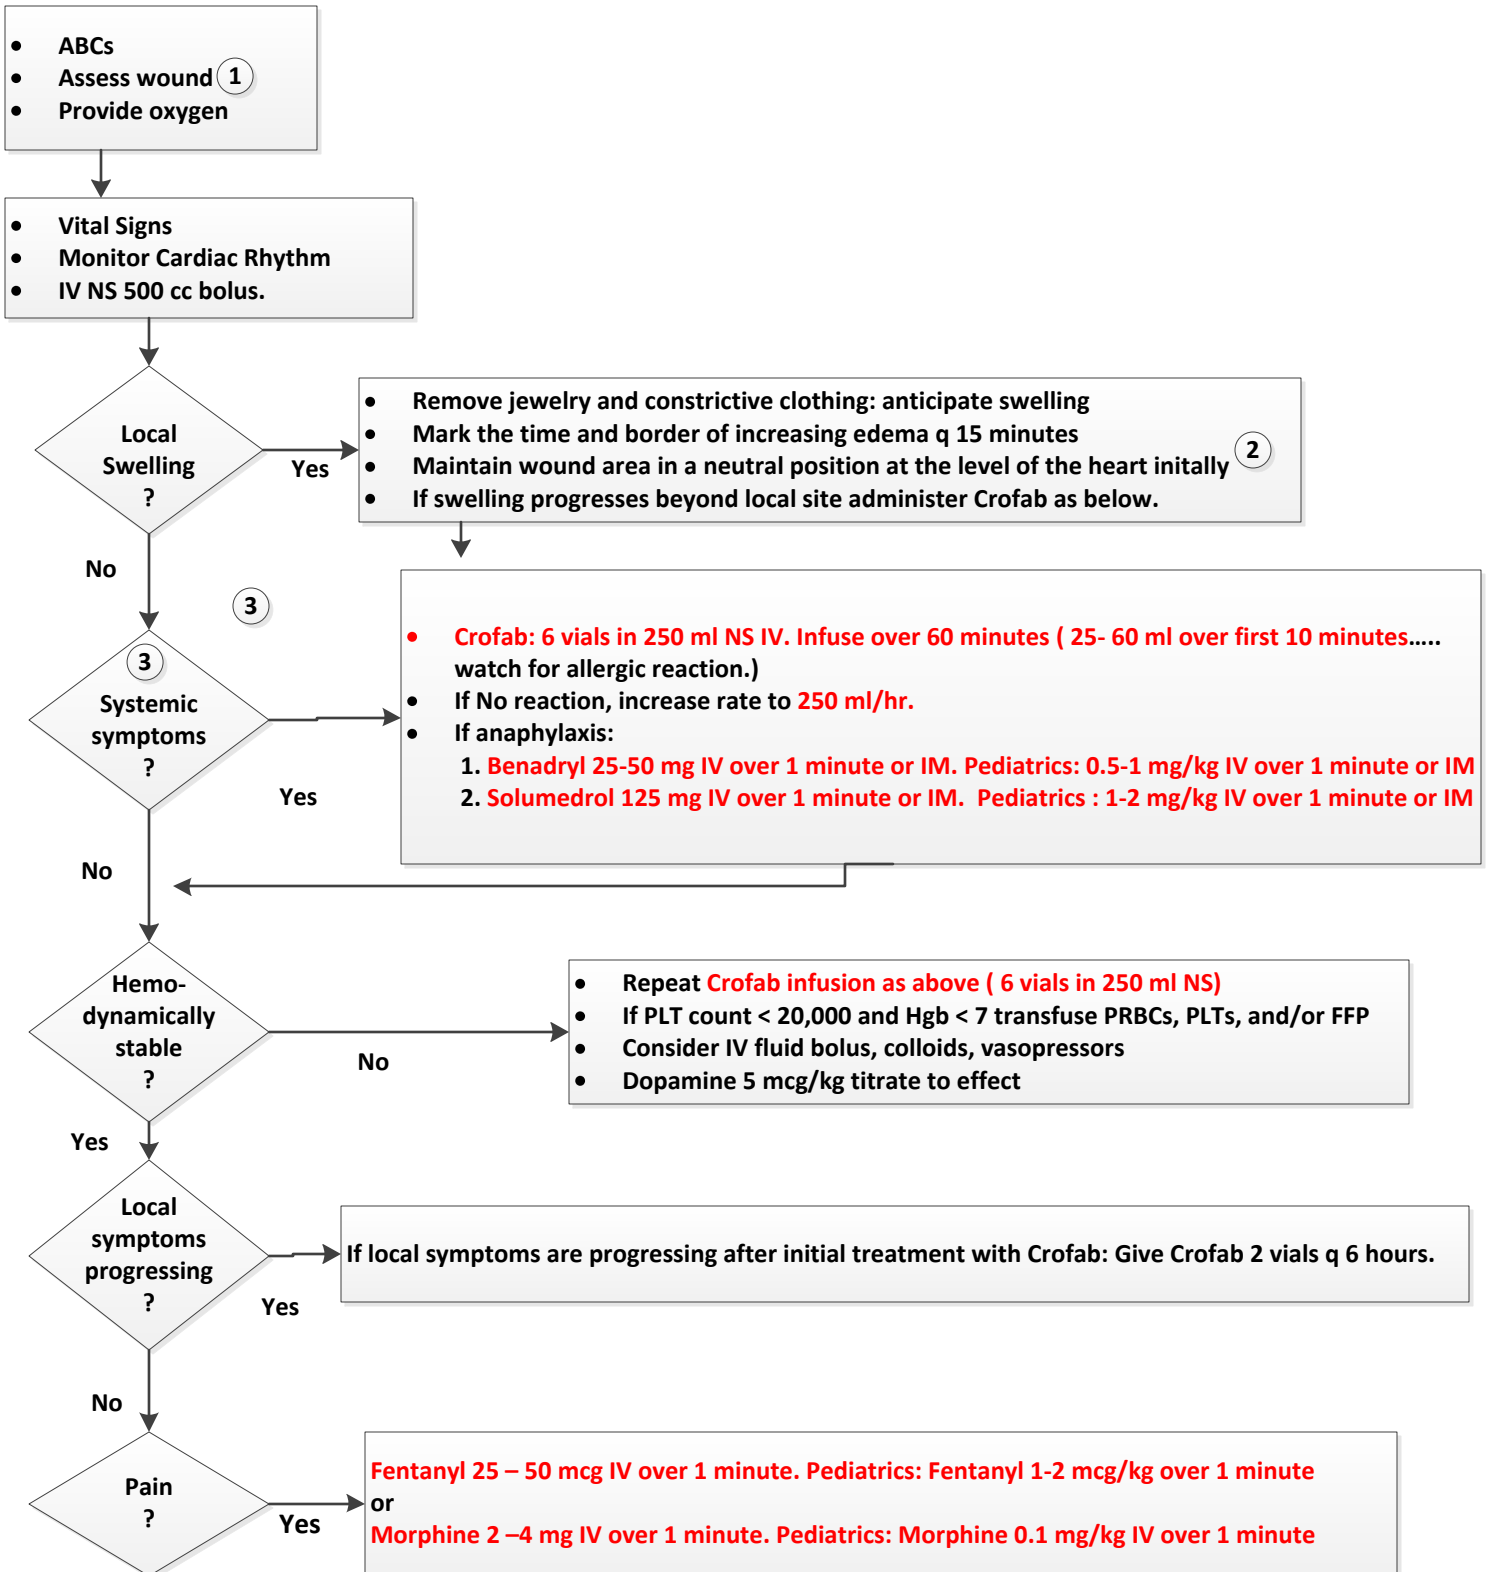 • ABCs
• Assess wound 1
• Provide oxygen
• Vital Signs
• Monitor Cardiac Rhythm
• IV NS 500 cc bolus.
Local
Swelling
?
Yes
• Remove jewelry and constrictive clothing: anticipate swelling
• Mark the time and border of increasing edema q 15 minutes
• Maintain wound area in a neutral position at the level of the heart initally 2
• If swelling progresses beyond local site administer Crofab as below.
No
3
3
Systemic
symptoms
?
Yes
• Crofab: 6 vials in 250 ml NS IV. Infuse over 60 minutes ( 25- 60 ml over first 10 minutes…..
watch for allergic reaction.)
• If No reaction, increase rate to 250 ml/hr.
• If anaphylaxis:
1. Benadryl 25-50 mg IV over 1 minute or IM. Pediatrics: 0.5-1 mg/kg IV over 1 minute or IM
2. Solumedrol 125 mg IV over 1 minute or IM. Pediatrics : 1-2 mg/kg IV over 1 minute or IM
No
Hemo-
dynamically
stable
?
No
• Repeat Crofab infusion as above ( 6 vials in 250 ml NS)
• If PLT count < 20,000 and Hgb < 7 transfuse PRBCs, PLTs, and/or FFP
• Consider IV fluid bolus, colloids, vasopressors
• Dopamine 5 mcg/kg titrate to effect
Yes
Local
symptoms
progressing
?
Yes
If local symptoms are progressing after initial treatment with Crofab: Give Crofab 2 vials q 6 hours.
No
Pain
?
Yes
Fentanyl 25 – 50 mcg IV over 1 minute. Pediatrics: Fentanyl 1-2 mcg/kg over 1 minute
or
Morphine 2 –4 mg IV over 1 minute. Pediatrics: Morphine 0.1 mg/kg IV over 1 minute